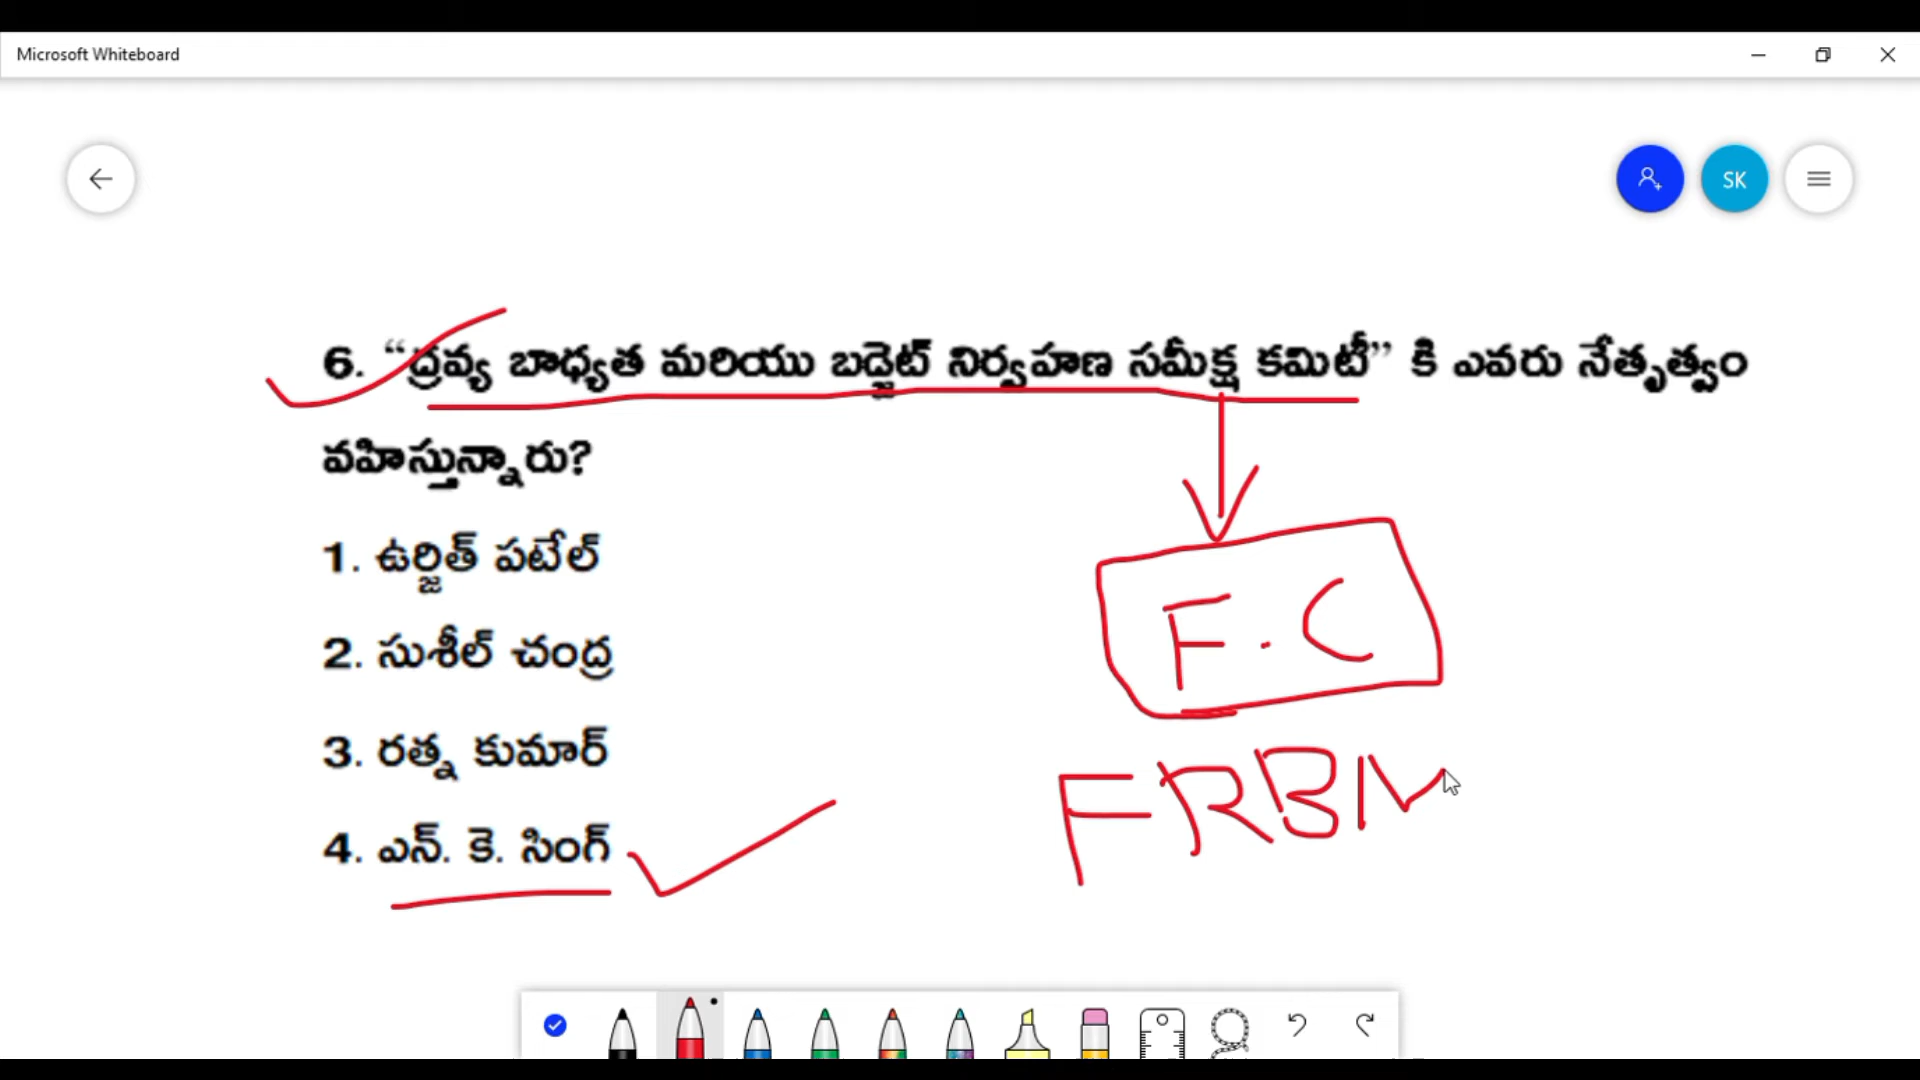 Microsoft Whiteboard
SK
6. “ద్రవ్య బాధ్యత మరియు బడ్జెట్ నిర్వహణ సమీక్ష కమిటీ” కి ఎవరు నేతృత్వం
వహిస్తున్నారు?
1. ఉర్జిత్ పటేల్
2. సుశీల్ చంద్ర
3. రత్న కుమార్
4. ఎన్. కె. సింగ్
F.C
FRBM